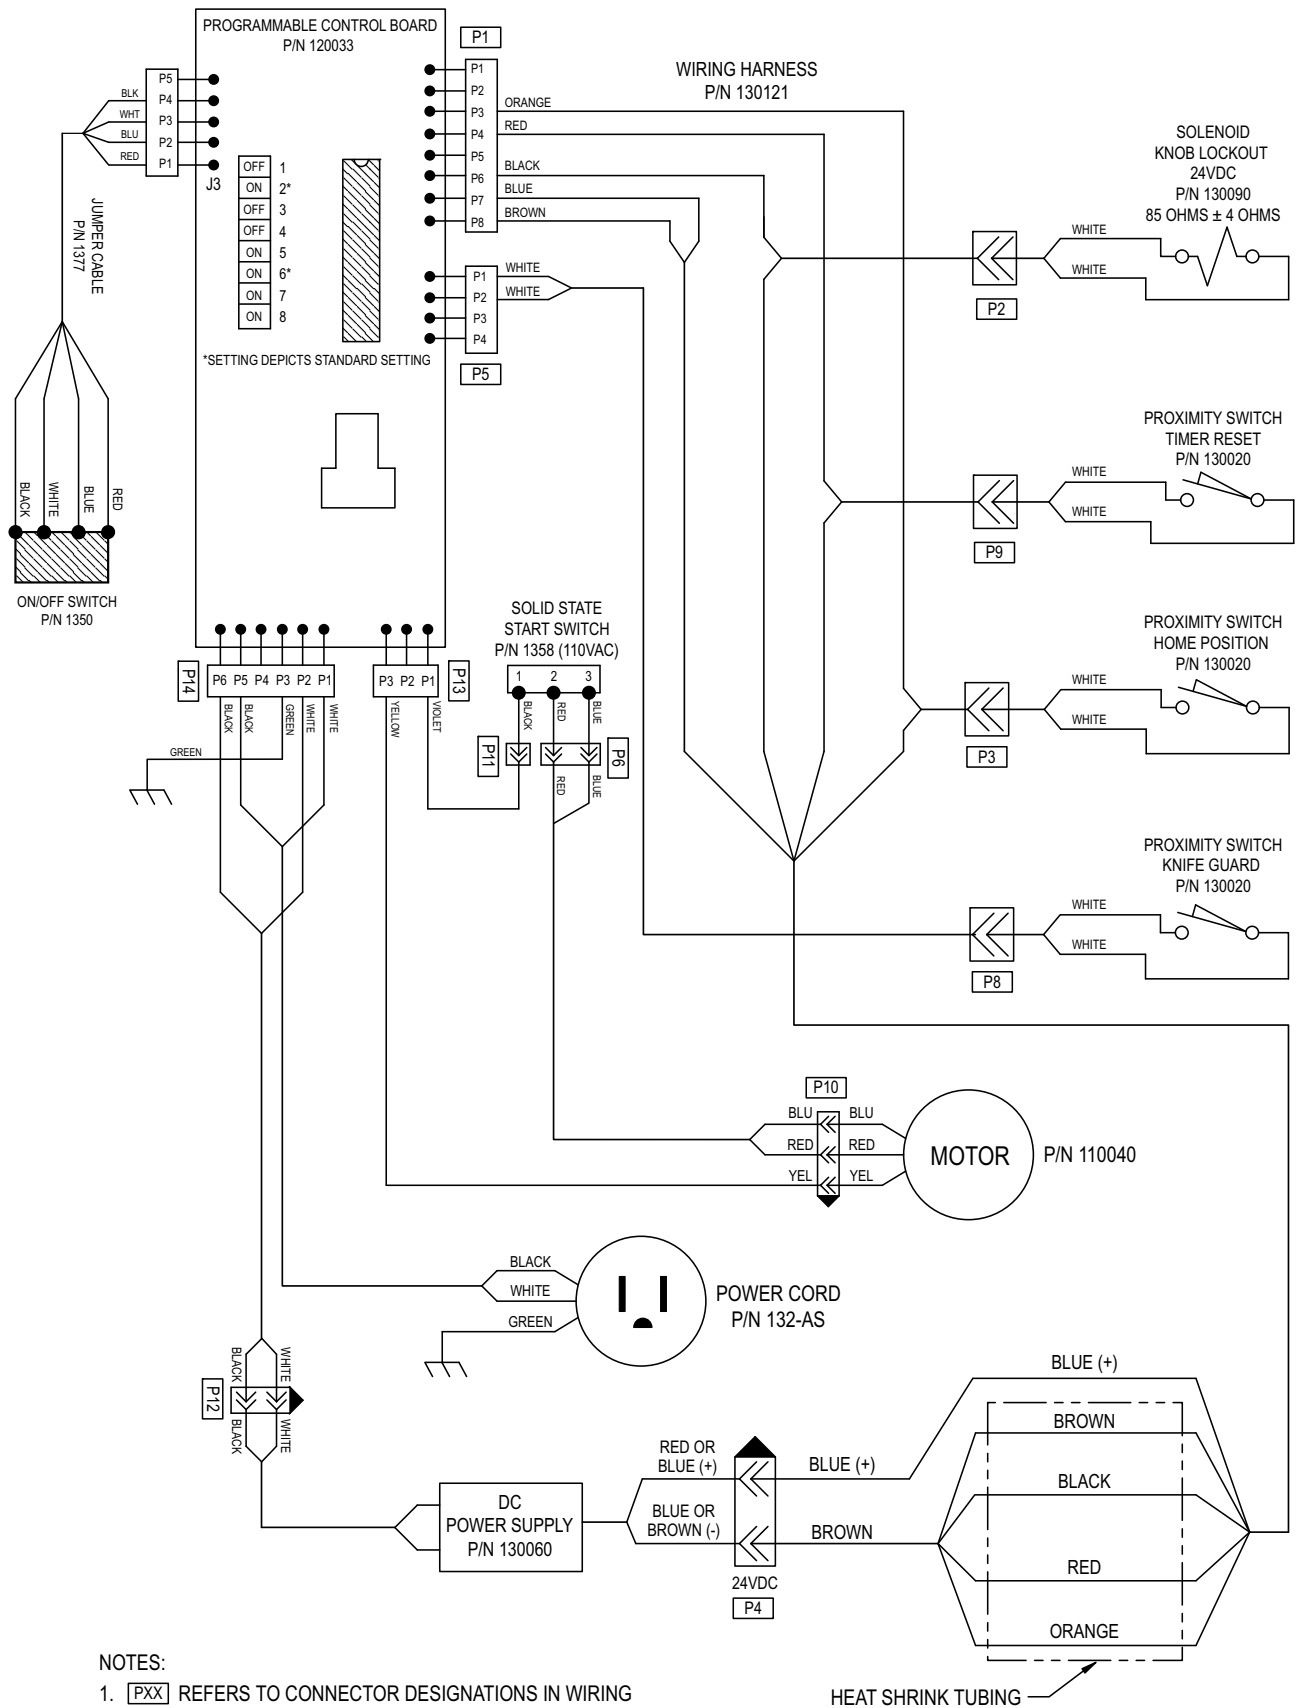 PROGRAMMABLE CONTROL BOARD
P/N 120033
P5
P4
P3
P2
P1
BLK
WHT
BLU
RED
J3
JUMPER CABLE
P/N 1377
OFF 1
ON 2*
OFF 3
OFF 4
ON 5
ON 6*
ON 7
ON 8
*SETTING DEPICTS STANDARD SETTING
BLACK
WHITE
BLUE
RED
ON/OFF SWITCH
P/N 1350
P1
P1
P2
P3
P4
P5
P6
P7
P8
ORANGE
RED
BLACK
BLUE
BROWN
P1
P2
P3
P4
WHITE
WHITE
P5
WIRING HARNESS
P/N 130121
SOLENOID
KNOB LOCKOUT
24VDC
P/N 130090
85 OHMS ± 4 OHMS
WHITE
WHITE
P2
PROXIMITY SWITCH
TIMER RESET
P/N 130020
WHITE
WHITE
P9
PROXIMITY SWITCH
HOME POSITION
P/N 130020
WHITE
WHITE
P3
PROXIMITY SWITCH
KNIFE GUARD
P/N 130020
WHITE
WHITE
P8
P14
P6 P5 P4 P3 P2 P1
BLACK
BLACK
GREEN
WHITE
WHITE
GREEN
P3 P2 P1
P13
YELLOW
VIOLET
SOLID STATE
START SWITCH
P/N 1358 (110VAC)
1 2 3
BLACK
RED
BLUE
P11
P6
RED
BLUE
P10
BLU BLU
RED RED
YEL YEL
MOTOR
P/N 110040
BLACK
WHITE
GREEN
POWER CORD
P/N 132-AS
BLACK
WHITE
P12
BLACK
WHITE
DC
POWER SUPPLY
P/N 130060
RED OR
BLUE (+)
BLUE OR
BROWN (-)
24VDC
P4
BLUE (+)
BROWN
BLUE (+)
BROWN
BLACK
RED
ORANGE
HEAT SHRINK TUBING
NOTES:
1. PXX REFERS TO CONNECTOR DESIGNATIONS IN WIRING